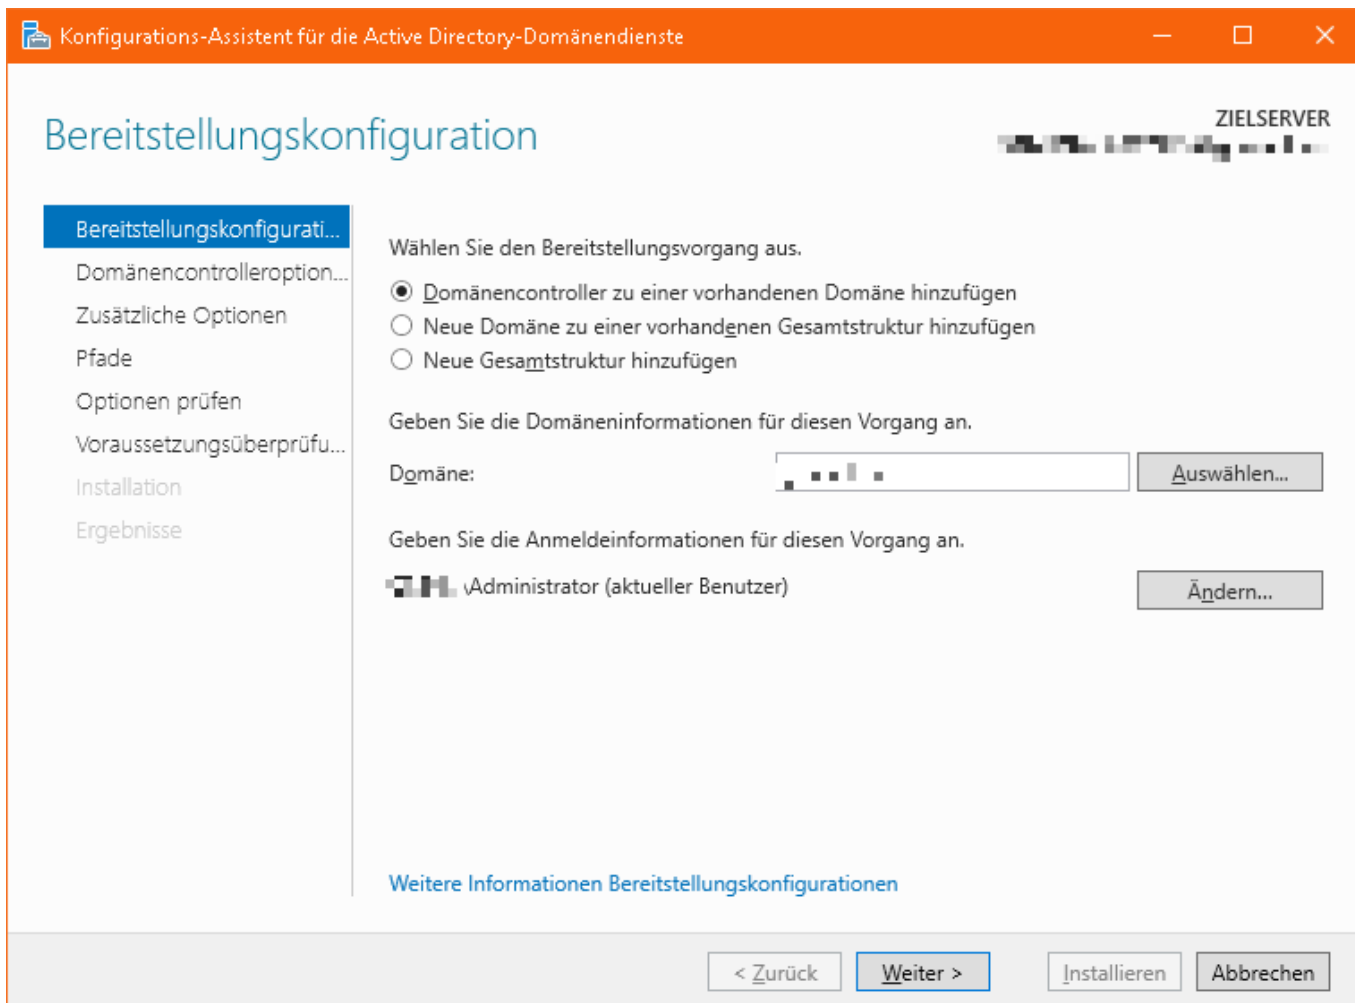 Konfigurations-Assistent für die Active Directory-Domänendienste
Bereitstellungskonfiguration
ZIELSERVER
Bereitstellungskonfigurati...
Domänencontrolleroption...
Zusätzliche Optionen
Pfade
Optionen prüfen
Voraussetzungsüberprüfu...
Installation
Ergebnisse
Wählen Sie den Bereitstellungsvorgang aus.
Domänencontroller zu einer vorhandenen Domäne hinzufügen
Neue Domäne zu einer vorhandenen Gesamtstruktur hinzufügen
Neue Gesamtstruktur hinzufügen
Geben Sie die Domäneninformationen für diesen Vorgang an.
Domäne:
Auswählen...
Geben Sie die Anmeldeinformationen für diesen Vorgang an.
\Administrator (aktueller Benutzer)
Ändern...
Weitere Informationen Bereitstellungskonfigurationen
< Zurück
Weiter >
Installieren
Abbrechen